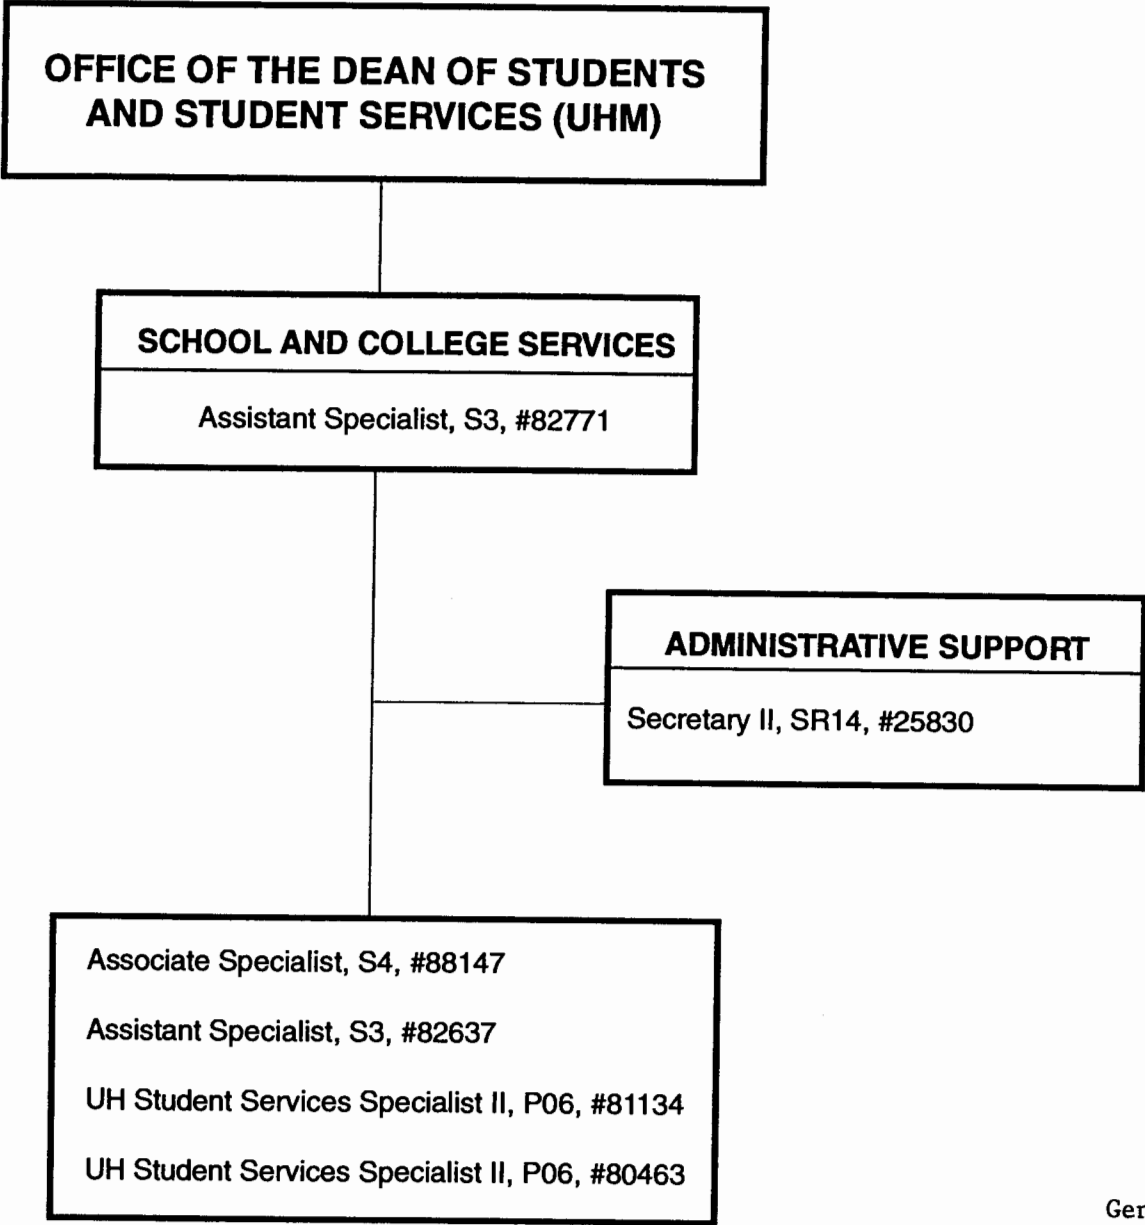 OFFICE OF THE DEAN OF STUDENTS
AND STUDENT SERVICES (UHM)
SCHOOL AND COLLEGE SERVICES
Assistant Specialist, S3, #82771
ADMINISTRATIVE SUPPORT
Secretary II, SR14, #25830
Associate Specialist, S4, #88147
Assistant Specialist, S3, #82637
UH Student Services Specialist II, P06, #81134
UH Student Services Specialist II, P06, #80463